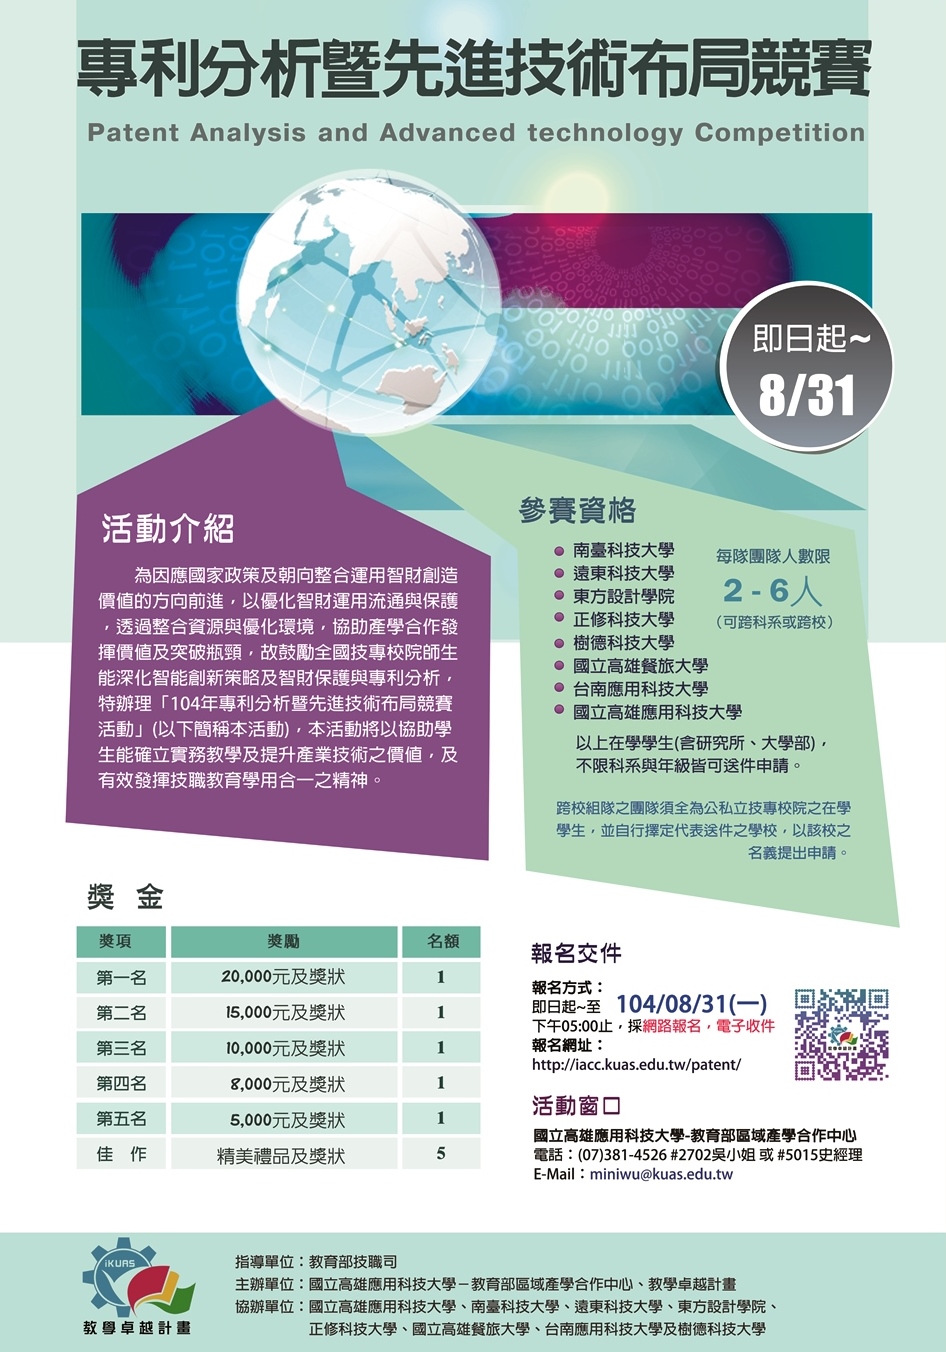 專利分析暨先進技術布局競賽
Patent Analysis and Advanced technology Competition
即日起~
8/31
活動介紹
為因應國家政策及朝向整合運用智財創造
價值的方向前進，以優化智財運用流通與保護
，透過整合資源與優化環境，協助產學合作發
揮價值及突破瓶頸，故鼓勵全國技專校院師生
能深化智能創新策略及智財保護與專利分析，
特辦理「104年專利分析暨先進技術布局競賽
活動」(以下簡稱本活動)，本活動將以協助學
生能確立實務教學及提升產業技術之價值，及
有效發揮技職教育學用合一之精神。
參賽資格
南臺科技大學
遠東科技大學
東方設計學院
正修科技大學
樹德科技大學
國立高雄餐旅大學
台南應用科技大學
國立高雄應用科技大學
每隊團隊人數限
2 - 6人
（可跨科系或跨校）
以上在學學生(含研究所、大學部)，
不限科系與年級皆可送件申請。
跨校組隊之團隊須全為公私立技專校院之在學
學生，並自行擇定代表送件之學校，以該校之
名義提出申請。
獎 金
獎項 獎勵 名額
第一名 20,000元及獎狀 1
第二名 15,000元及獎狀 1
第三名 10,000元及獎狀 1
第四名 8,000元及獎狀 1
第五名 5,000元及獎狀 1
佳 作 精美禮品及獎狀 5
報名交件
報名方式：
即日起~至 104/08/31(一)
下午05:00止，採網路報名，電子收件
報名網址：
http://iacc.kuas.edu.tw/patent/
教學卓越計畫
活動窗口
國立高雄應用科技大學-教育部區域產學合作中心
電話：(07)381-4526 #2702吳小姐 或 #5015史經理
E-Mail：miniwu@kuas.edu.tw
iKUAS
教學卓越計畫
指導單位：教育部技職司
主辦單位：國立高雄應用科技大學－教育部區域產學合作中心、教學卓越計畫
協辦單位：國立高雄應用科技大學、南臺科技大學、遠東科技大學、東方設計學院、
正修科技大學、國立高雄餐旅大學、台南應用科技大學及樹德科技大學